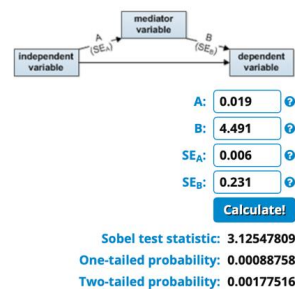 mediator
variable
A
(SEA)
B
(SEB)
independent
variable
dependent
variable
A: 0.019 ?
B: 4.491 ?
SEA: 0.006 ?
SEB: 0.231 ?
Calculate!
Sobel test statistic: 3.12547809
One-tailed probability: 0.00088758
Two-tailed probability: 0.00177516